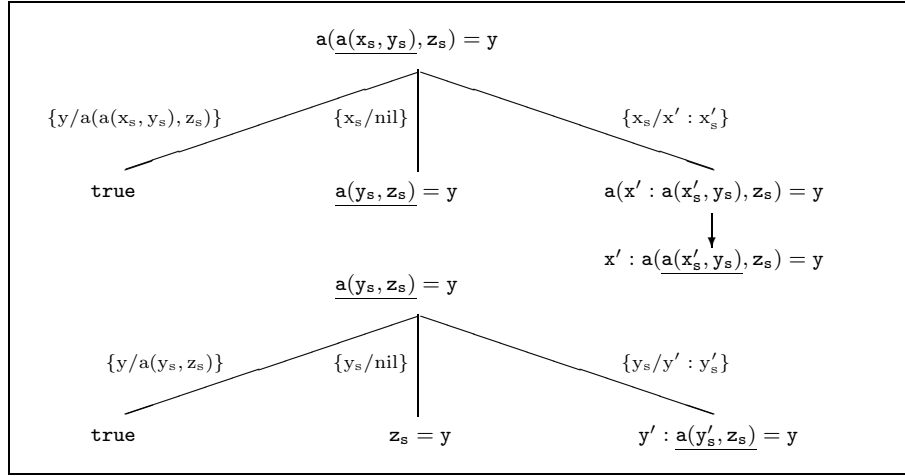 a(a(xₛ, yₛ), zₛ) = y
{y/a(a(xₛ, yₛ), zₛ)} {xₛ/nil} {xₛ/x′ : x′ₛ}
true a(yₛ, zₛ) = y a(x′ : a(x′ₛ, yₛ), zₛ) = y
x′ : a(a(x′ₛ, yₛ), zₛ) = y
a(yₛ, zₛ) = y
{y/a(yₛ, zₛ)} {yₛ/nil} {yₛ/y′ : y′ₛ}
true zₛ = y y′ : a(y′ₛ, zₛ) = y